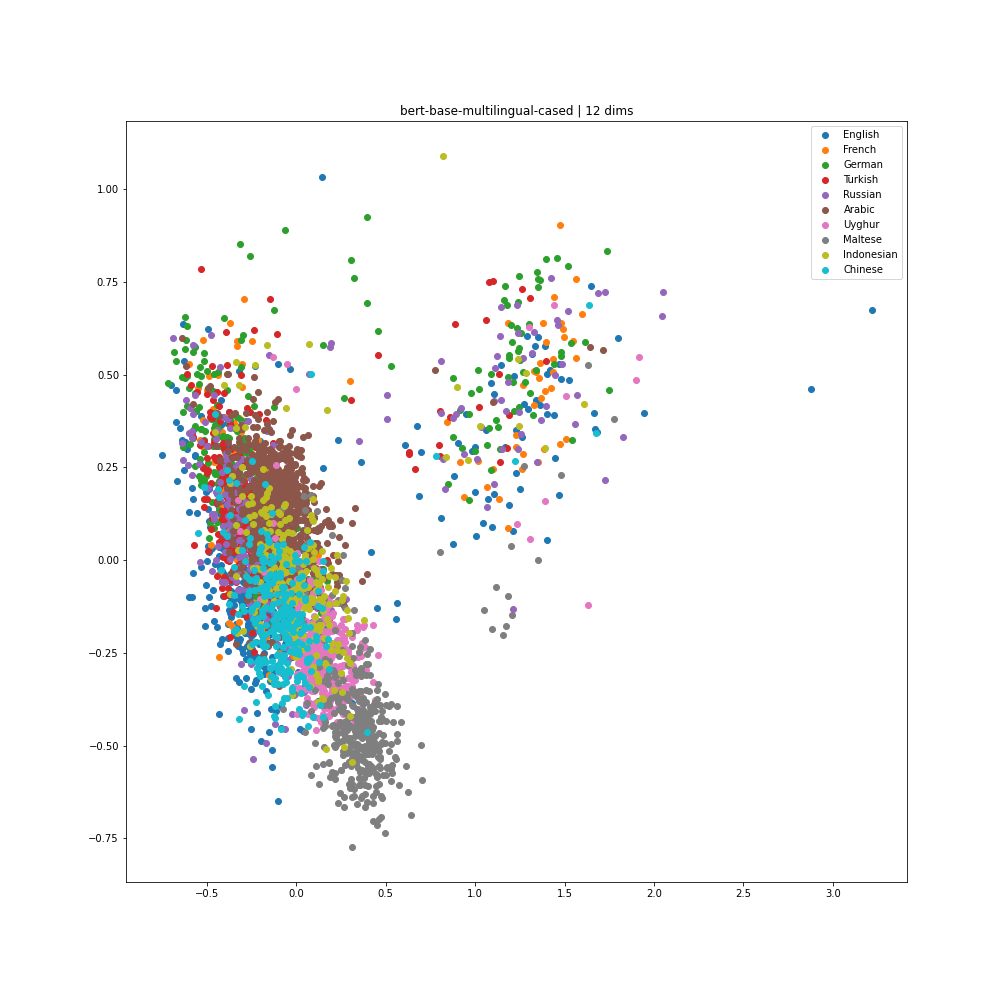 bert-base-multilingual-cased | 12 dims
English
French
German
Turkish
Russian
Arabic
Uyghur
Maltese
Indonesian
Chinese
1.00
0.75
0.50
0.25
0.00
−0.25
−0.50
−0.75
−0.5 0.0 0.5 1.0 1.5 2.0 2.5 3.0